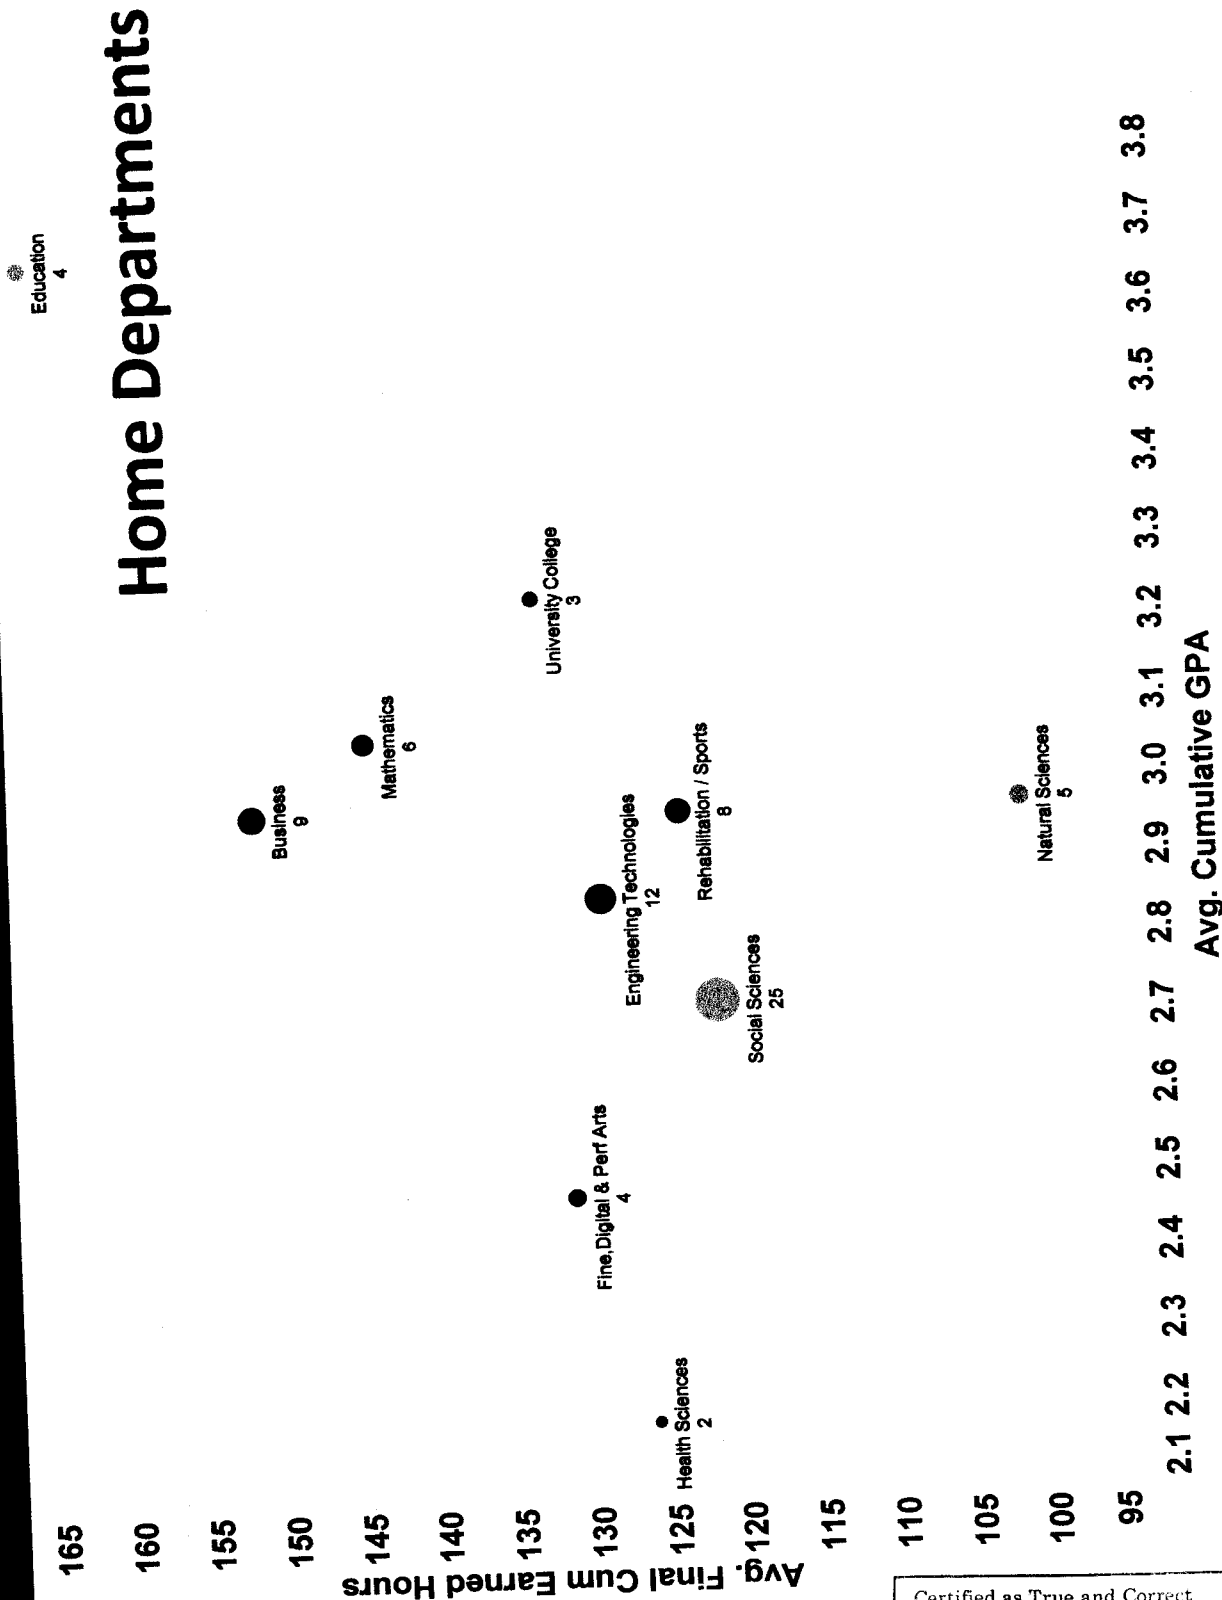 Home Departments
Education
4
Business
9
Mathematics
6
University College
3
Fine,Digital & Perf Arts
4
Engineering Technologies
12
Rehabilitation / Sports
8
Health Sciences
2
Social Sciences
25
Natural Sciences
5
Avg. Final Cum Earned Hours
165
160
155
150
145
140
135
130
125
120
115
110
105
100
95
2.1 2.2 2.3 2.4 2.5 2.6 2.7 2.8 2.9 3.0 3.1 3.2 3.3 3.4 3.5 3.6 3.7 3.8
Avg. Cumulative GPA
Certified as True and Correct